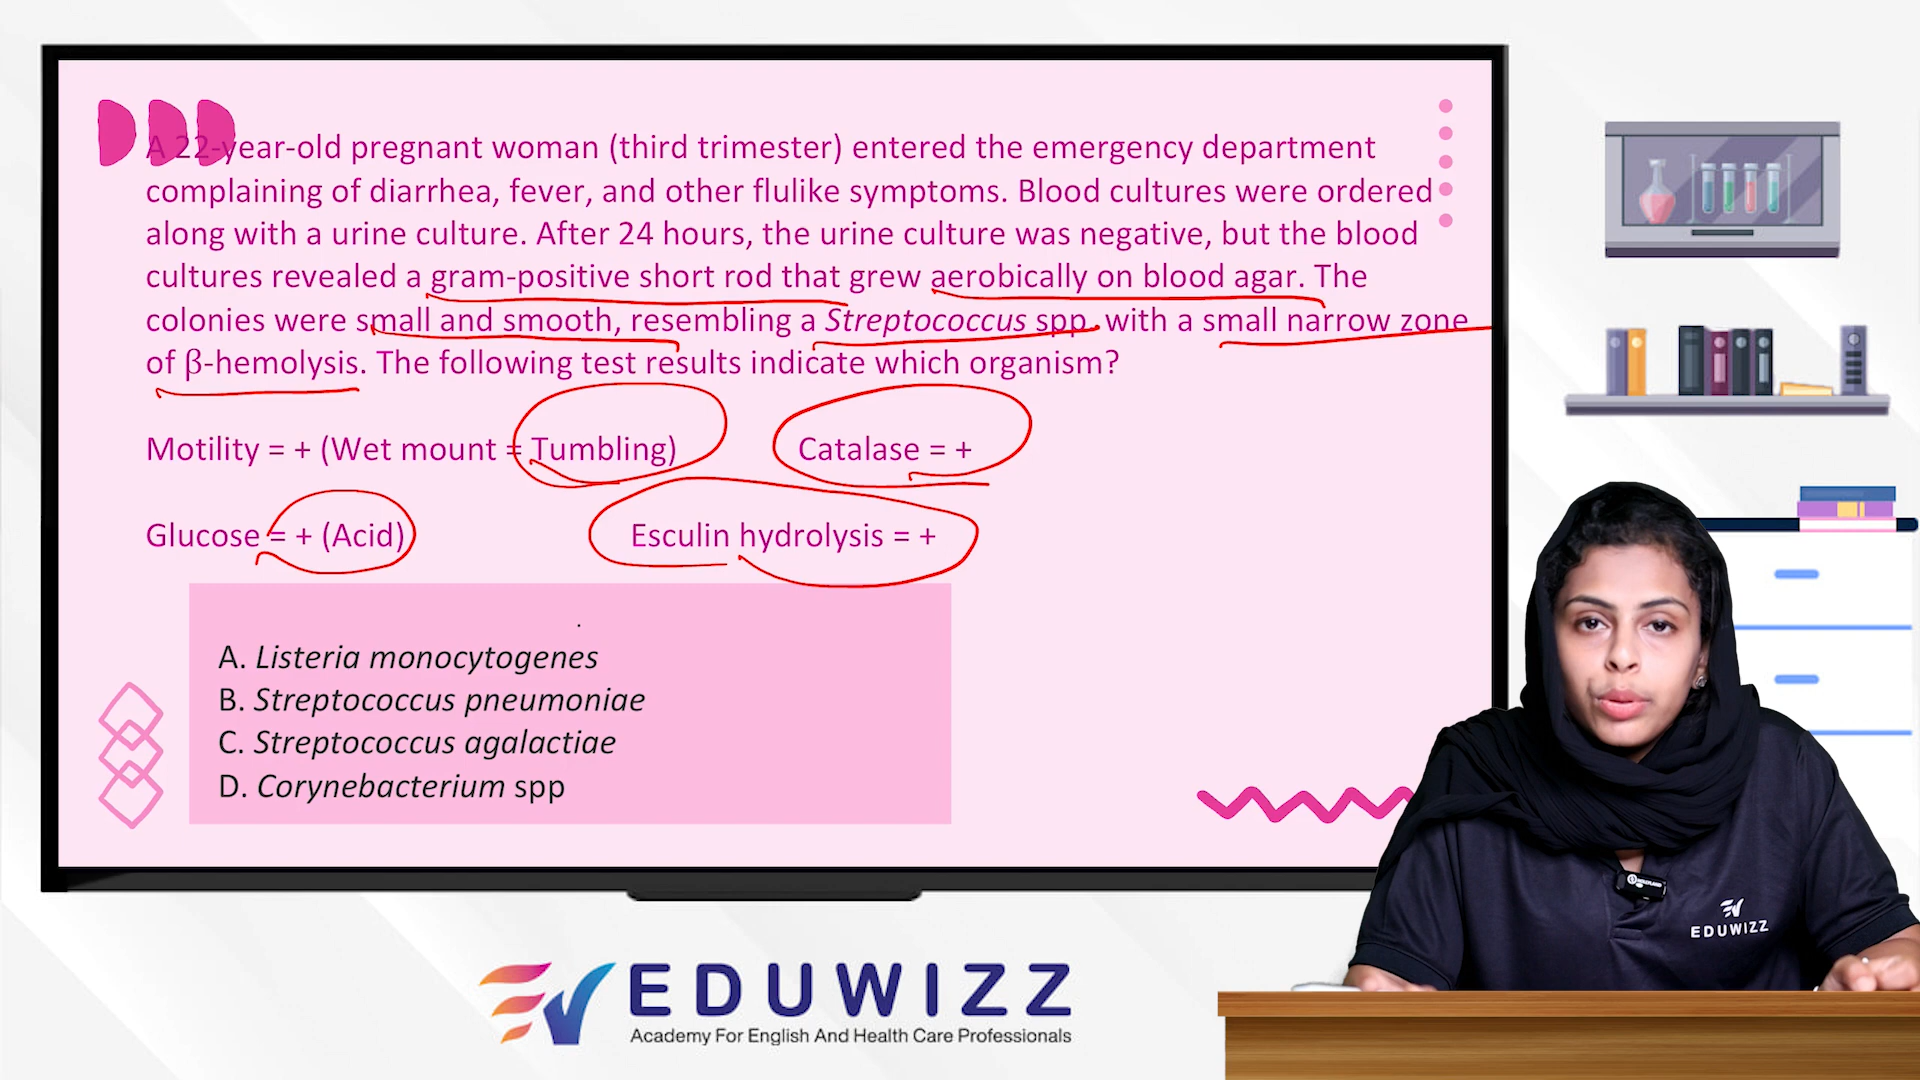 A 22-year-old pregnant woman (third trimester) entered the emergency department
complaining of diarrhea, fever, and other flulike symptoms. Blood cultures were ordered
along with a urine culture. After 24 hours, the urine culture was negative, but the blood
cultures revealed a gram-positive short rod that grew aerobically on blood agar. The
colonies were small and smooth, resembling a Streptococcus spp. with a small narrow zone
of β-hemolysis. The following test results indicate which organism?
Motility = + (Wet mount = Tumbling) Catalase = +
Glucose = + (Acid) Esculin hydrolysis = +
A. Listeria monocytogenes
B. Streptococcus pneumoniae
C. Streptococcus agalactiae
D. Corynebacterium spp
EDUWIZZ
EDUWIZZ
Academy For English And Health Care Professionals